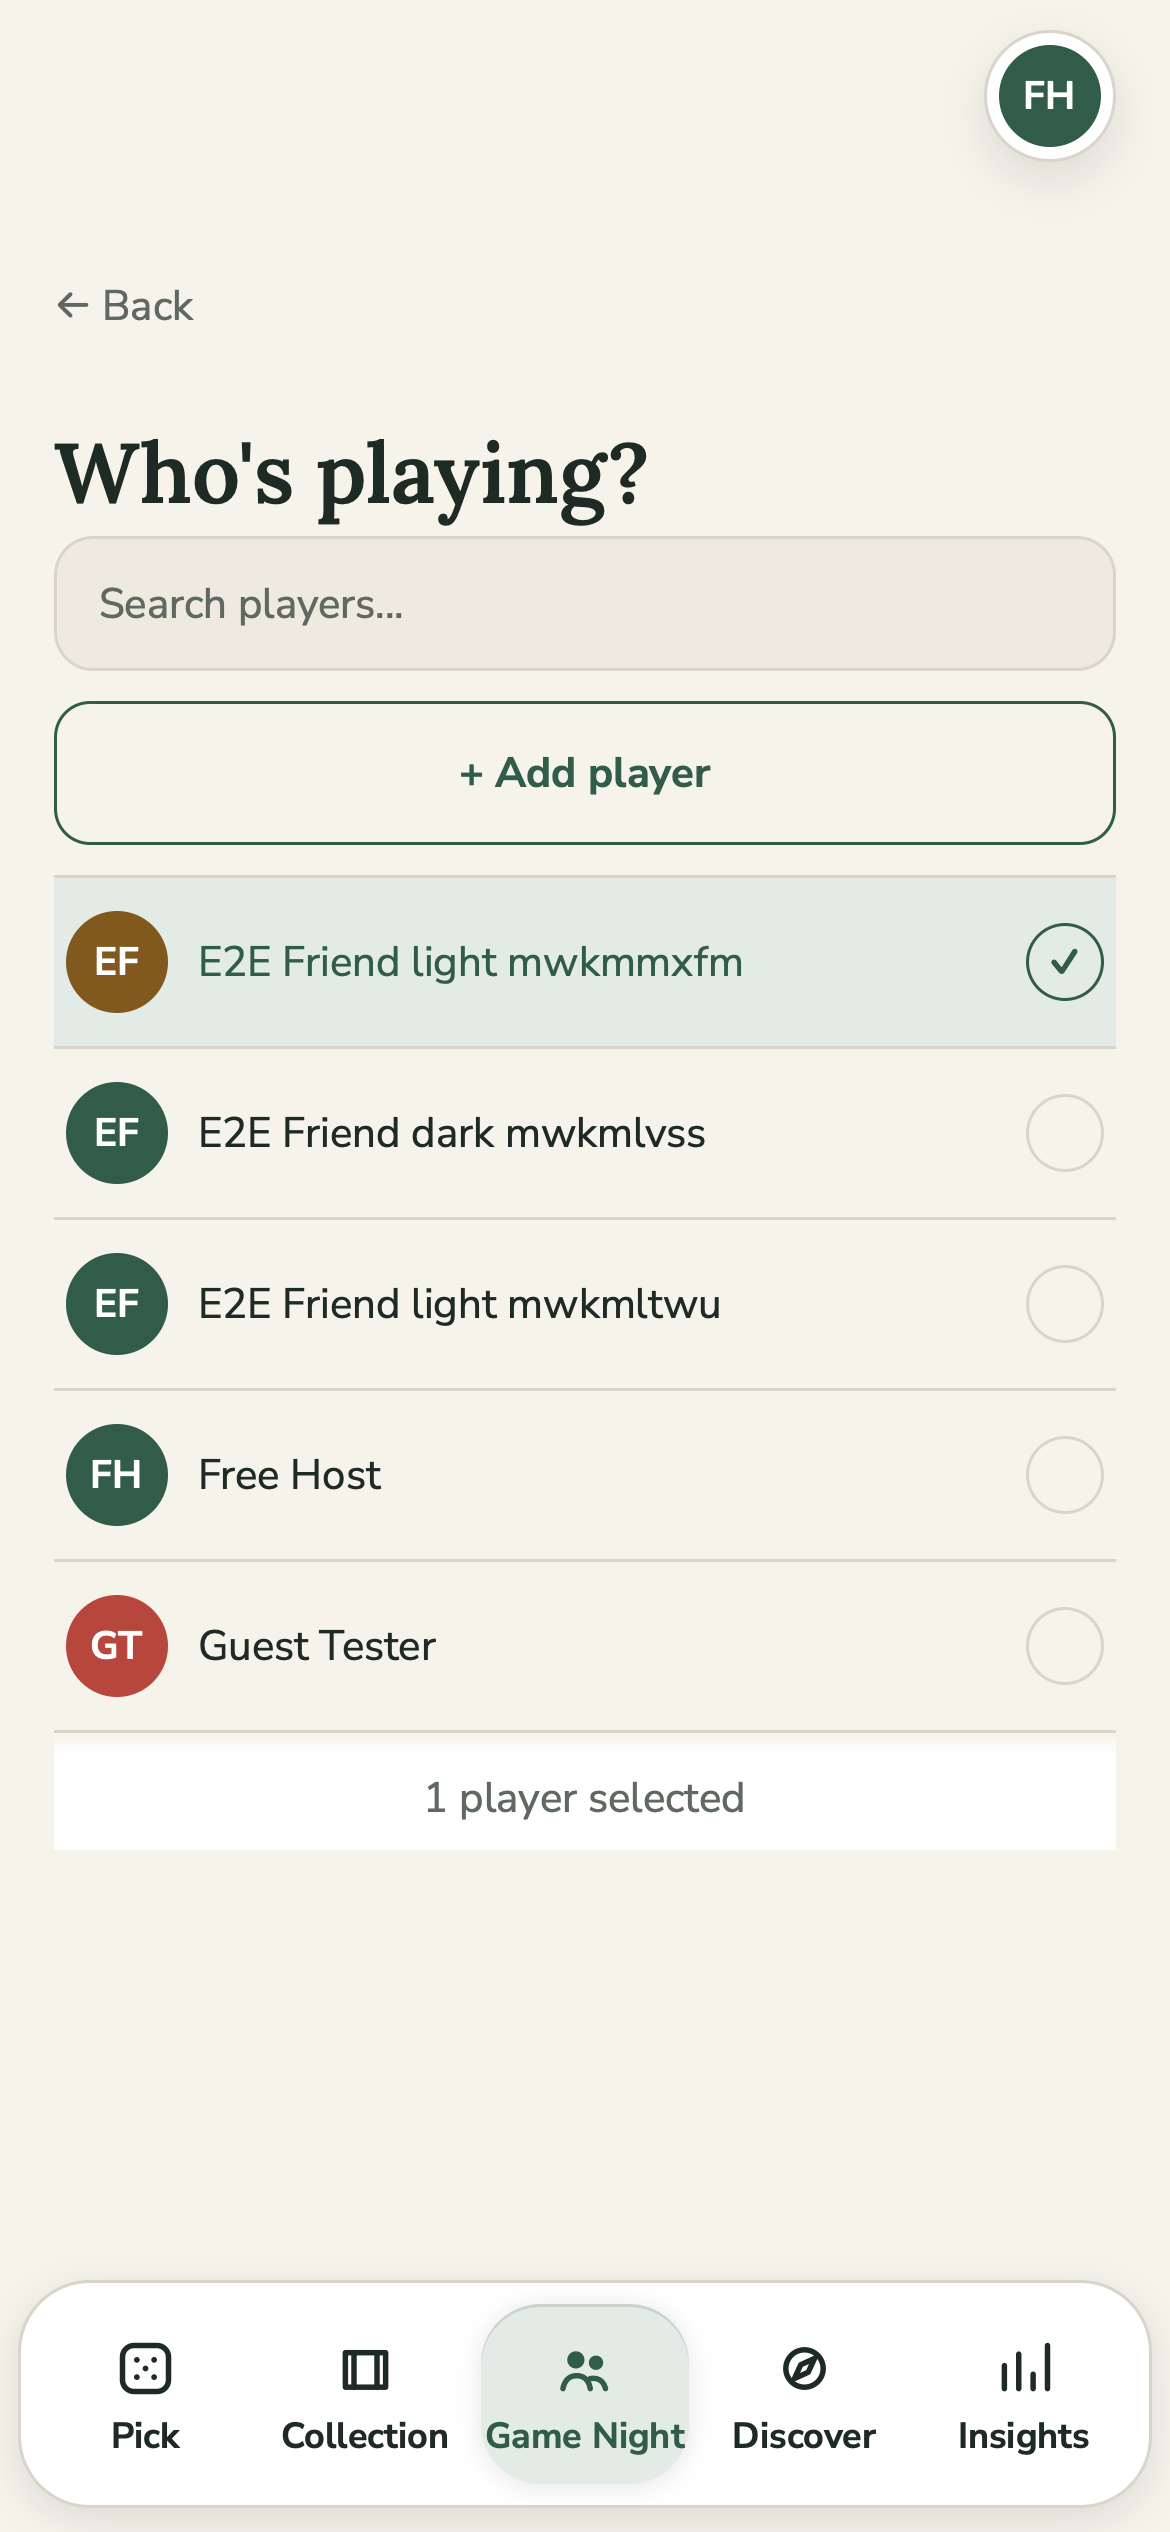 FH
← Back
Who's playing?
Search players...
+ Add player
EF E2E Friend light mwkmmxfm
EF E2E Friend dark mwkmlvss
EF E2E Friend light mwkmltwu
FH Free Host
GT Guest Tester
1 player selected
Pick Collection Game Night Discover Insights